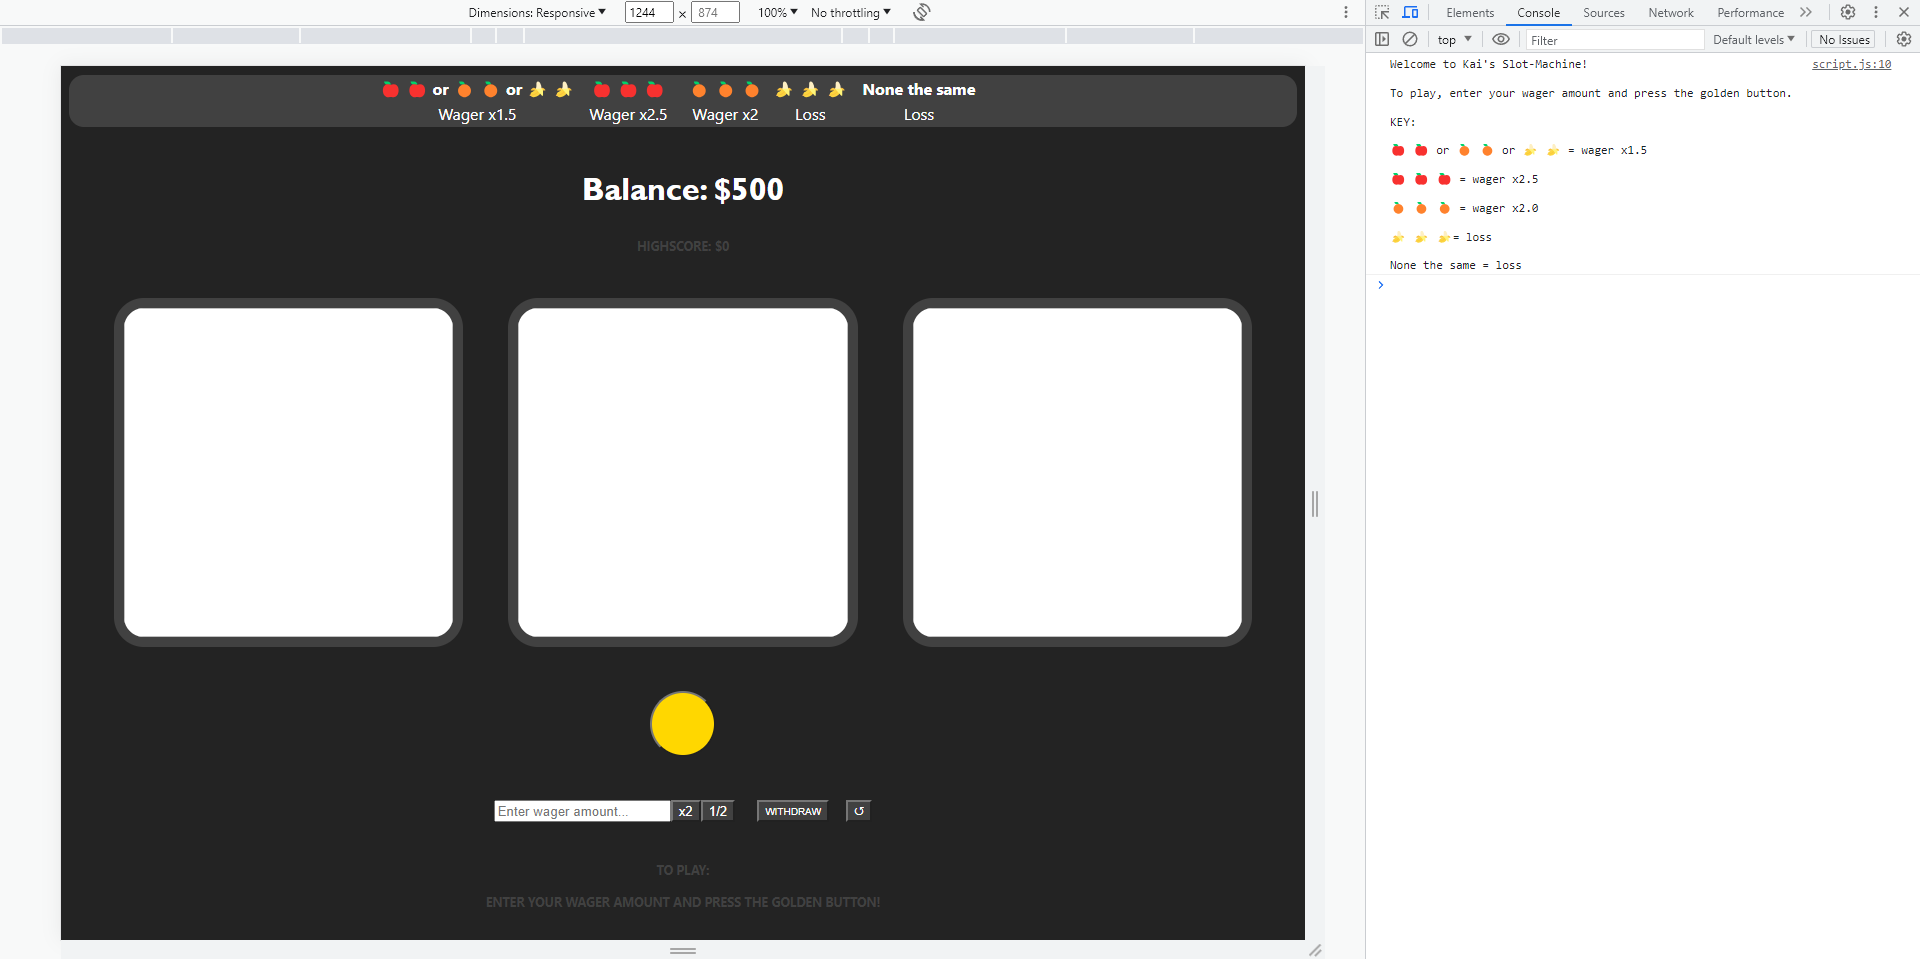 Dimensions: Responsive ▼ 1244 × 874 100% ▼ No throttling ▼
Elements Console Sources Network Performance
top ▼ Filter Default levels ▼ No Issues
🍎 🍎 or 🍊 🍊 or 🍌 🍌 🍎 🍎 🍎 🍊 🍊 🍊 🍌 🍌 🍌 None the same
Wager x1.5 Wager x2.5 Wager x2 Loss Loss
Balance: $500
HIGHSCORE: $0
Enter wager amount... x2 1/2 WITHDRAW ↺
TO PLAY:
ENTER YOUR WAGER AMOUNT AND PRESS THE GOLDEN BUTTON!
Welcome to Kai's Slot-Machine! script.js:10
To play, enter your wager amount and press the golden button.
KEY:
🍎 🍎 or 🍊 🍊 or 🍌 🍌 = wager x1.5
🍎 🍎 🍎 = wager x2.5
🍊 🍊 🍊 = wager x2.0
🍌 🍌 🍌= loss
None the same = loss